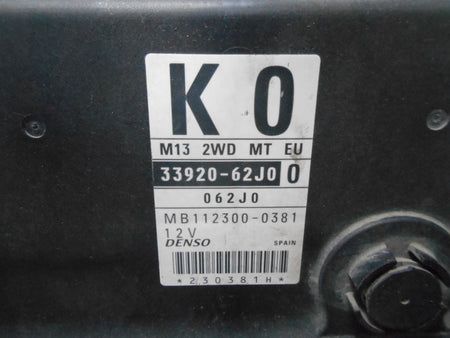 K 0
M13 2WD MT EU
33920-62J0 0
062J0
MB112300-0381
12V
DENSO SPAIN
*230381H*